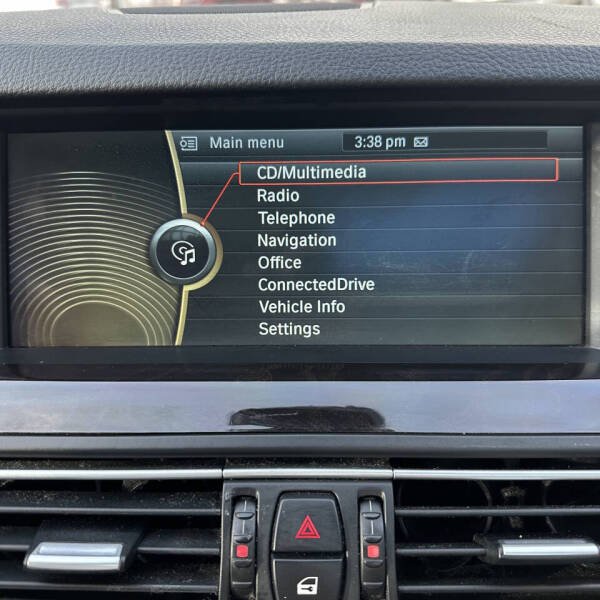 Main menu 3:38 pm
CD/Multimedia
Radio
Telephone
Navigation
Office
ConnectedDrive
Vehicle Info
Settings